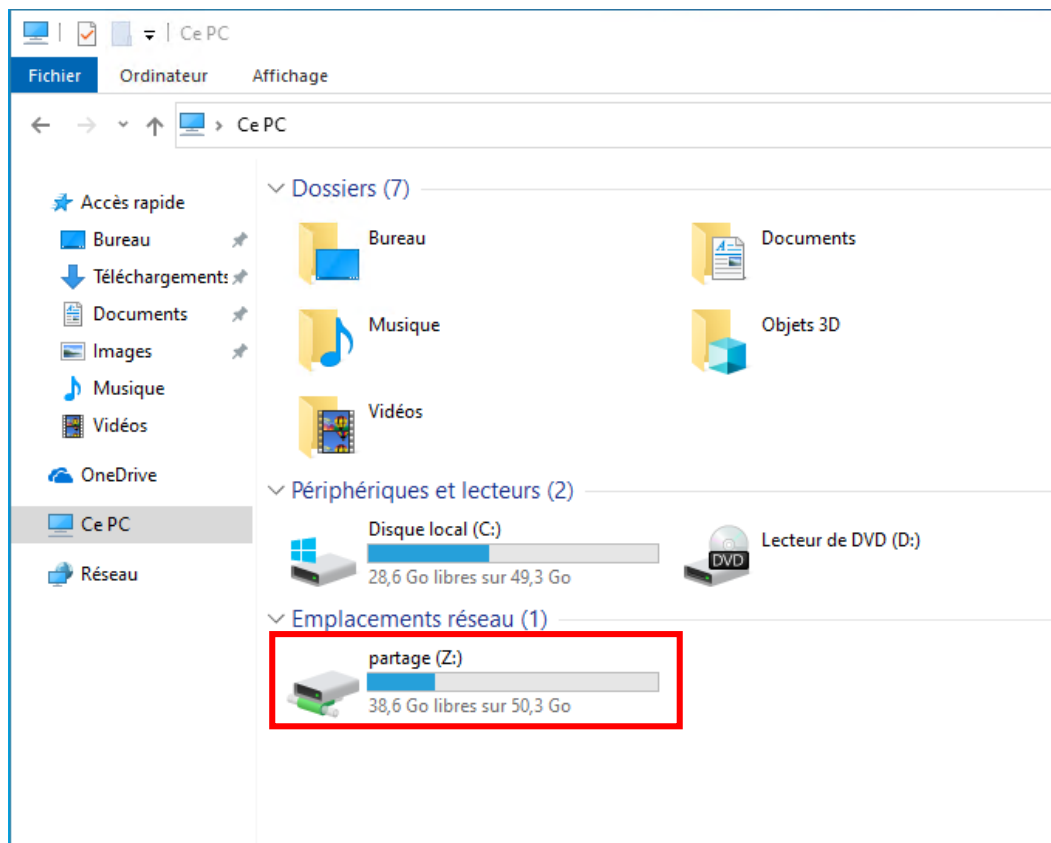 Ce PC
Fichier Ordinateur Affichage
Ce PC
Accès rapide
Bureau
Téléchargements
Documents
Images
Musique
Vidéos
OneDrive
Ce PC
Réseau
Dossiers (7)
Bureau
Documents
Musique
Objets 3D
Vidéos
Périphériques et lecteurs (2)
Disque local (C:)
28,6 Go libres sur 49,3 Go
Lecteur de DVD (D:)
DVD
Emplacements réseau (1)
partage (Z:)
38,6 Go libres sur 50,3 Go